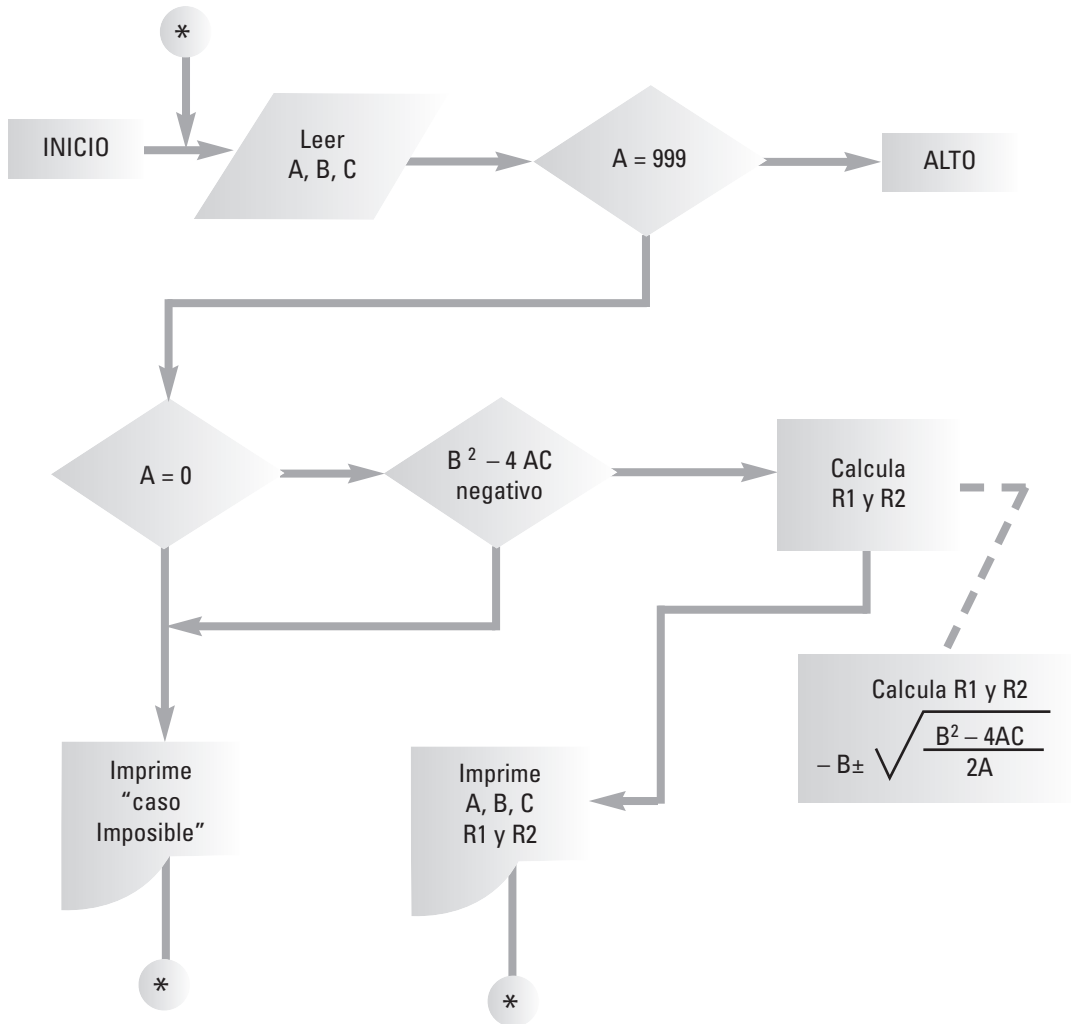 *
INICIO
Leer
A, B, C
A = 999
ALTO
A = 0
B ² – 4 AC
negativo
Calcula
R1 y R2
Calcula R1 y R2
– B± √ B² – 4AC
2A
Imprime
“caso
Imposible”
Imprime
A, B, C
R1 y R2
*
*